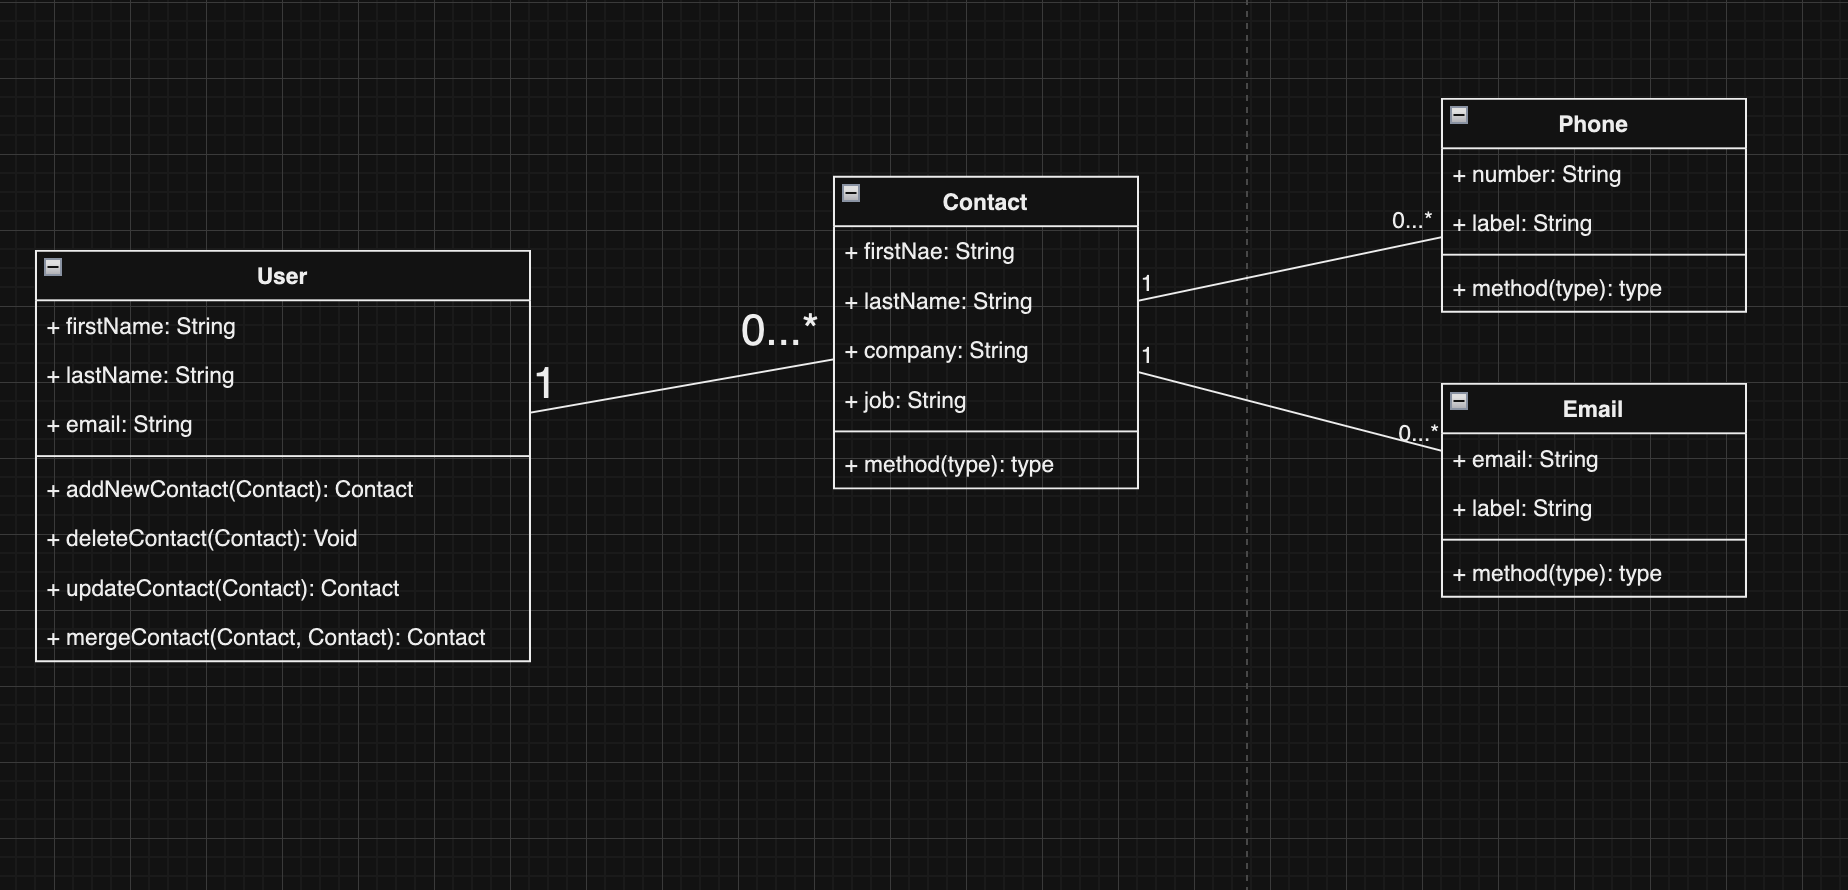 User
+ firstName: String
+ lastName: String
+ email: String
+ addNewContact(Contact): Contact
+ deleteContact(Contact): Void
+ updateContact(Contact): Contact
+ mergeContact(Contact, Contact): Contact
1
0...*
Contact
+ firstNae: String
+ lastName: String
+ company: String
+ job: String
+ method(type): type
1
0...*
1
0...*
Phone
+ number: String
+ label: String
+ method(type): type
Email
+ email: String
+ label: String
+ method(type): type